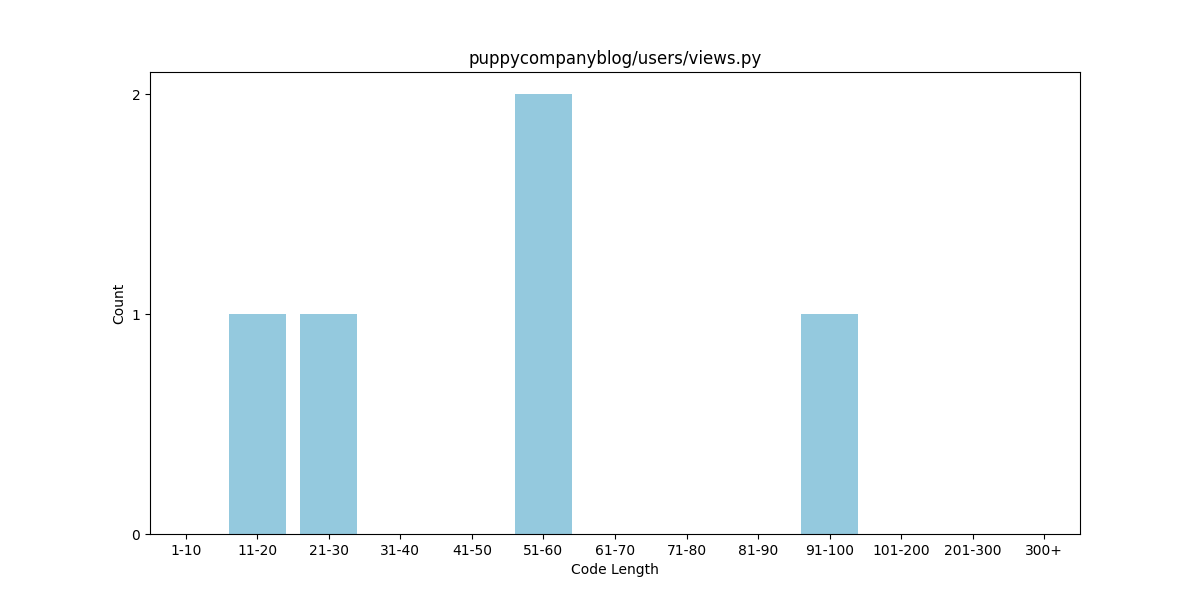 puppycompanyblog/users/views.py
Count
2
1
0
1-10 11-20 21-30 31-40 41-50 51-60 61-70 71-80 81-90 91-100 101-200 201-300 300+
Code Length